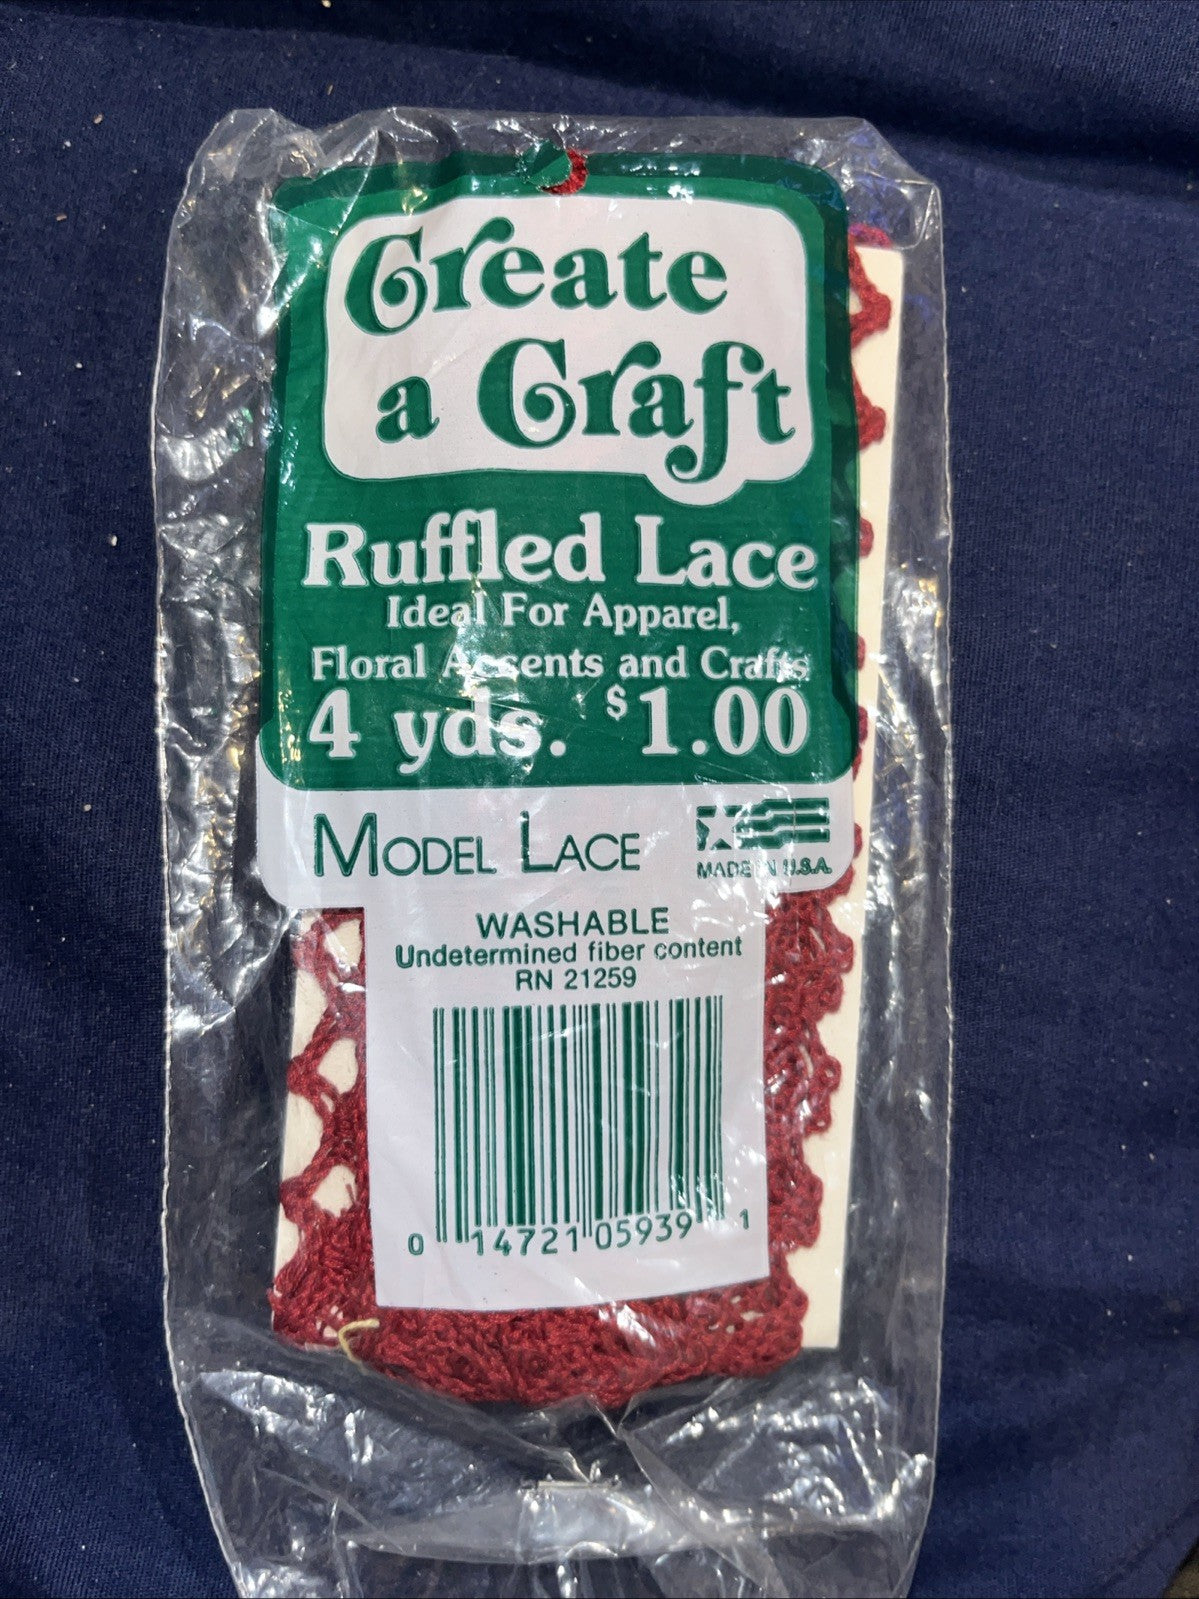 Create
a Craft
Ruffled Lace
Ideal For Apparel,
Floral Accents and Crafts
4 yds. $1.00
MODEL LACE
MADE IN U.S.A.
WASHABLE
Undetermined fiber content
RN 21259
0 14721 05939 1